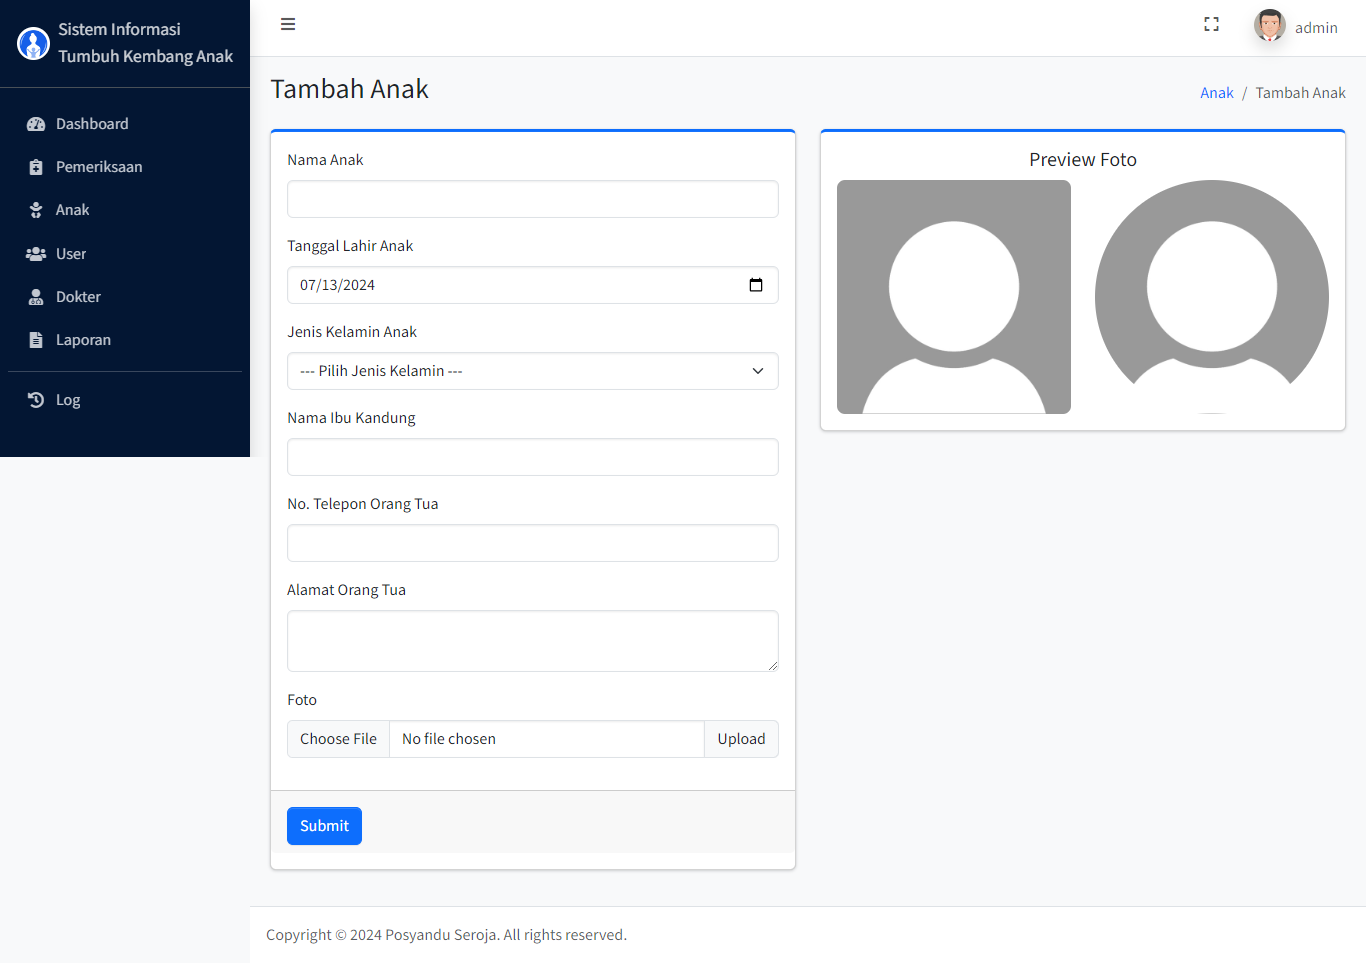 Sistem Informasi
Tumbuh Kembang Anak
Dashboard
Pemeriksaan
Anak
User
Dokter
Laporan
Log
admin
Tambah Anak
Anak / Tambah Anak
Nama Anak
Tanggal Lahir Anak
07/13/2024
Jenis Kelamin Anak
--- Pilih Jenis Kelamin ---
Nama Ibu Kandung
No. Telepon Orang Tua
Alamat Orang Tua
Foto
Choose File No file chosen Upload
Submit
Preview Foto
Copyright © 2024 Posyandu Seroja. All rights reserved.